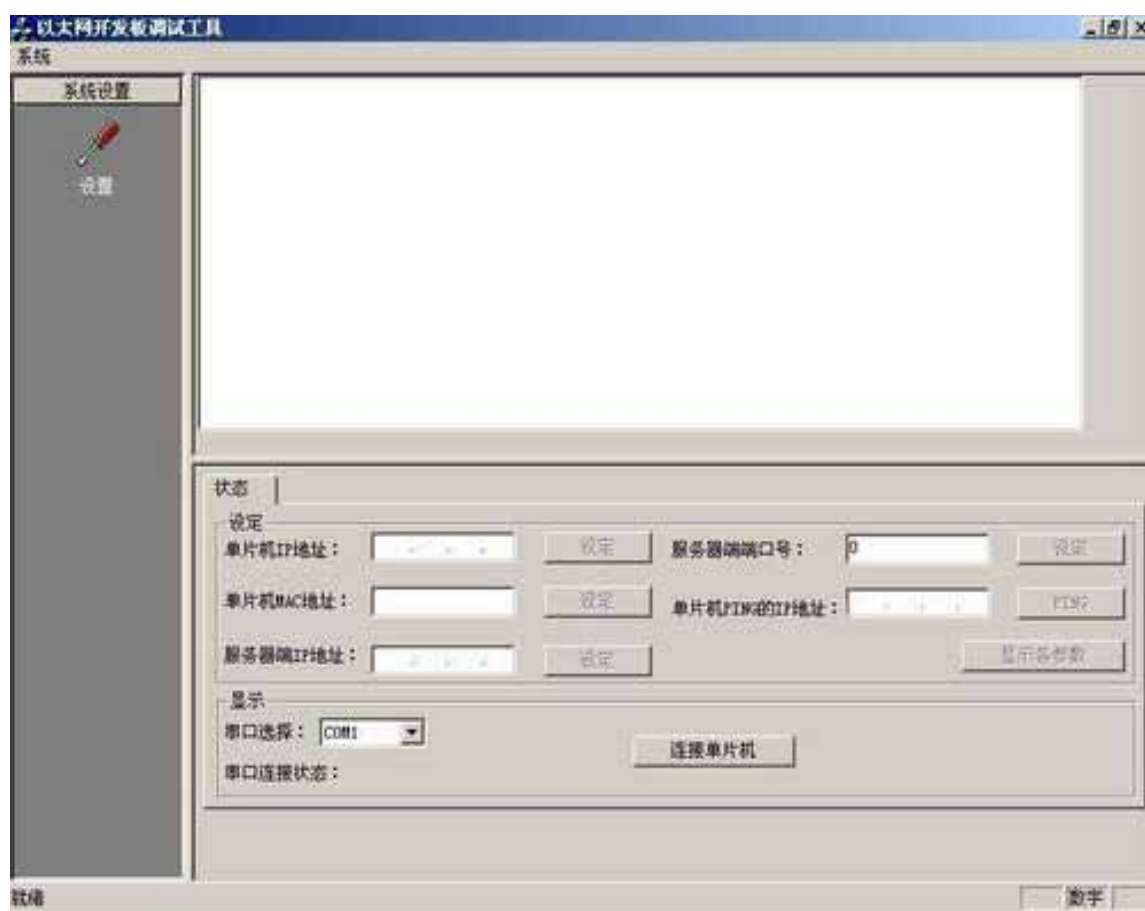 以太网开发板调试工具
系统
系统设置
设置
状态
设定
单片机IP地址：
设定
服务器端端口号：
0
设定
单片机MAC地址：
设定
单片机PING的IP地址：
PING
服务器端IP地址：
设定
显示各参数
显示
串口选择：
COM1
连接单片机
串口连接状态：
就绪
数字